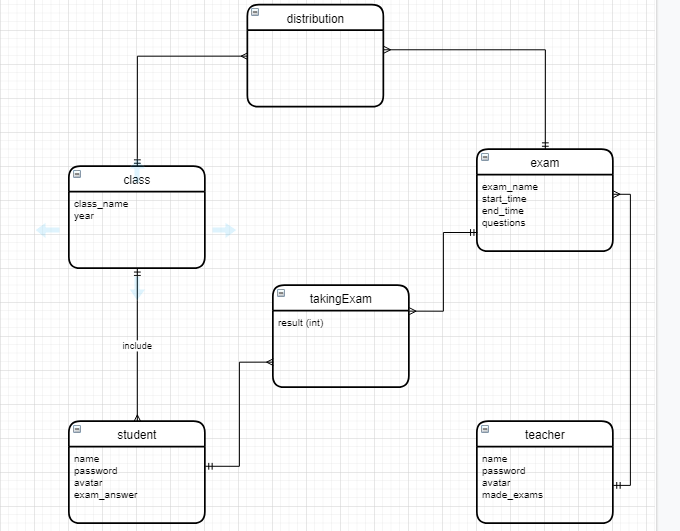 distribution
class
class_name
year
exam
exam_name
start_time
end_time
questions
takingExam
result (int)
include
student
name
password
avatar
exam_answer
teacher
name
password
avatar
made_exams